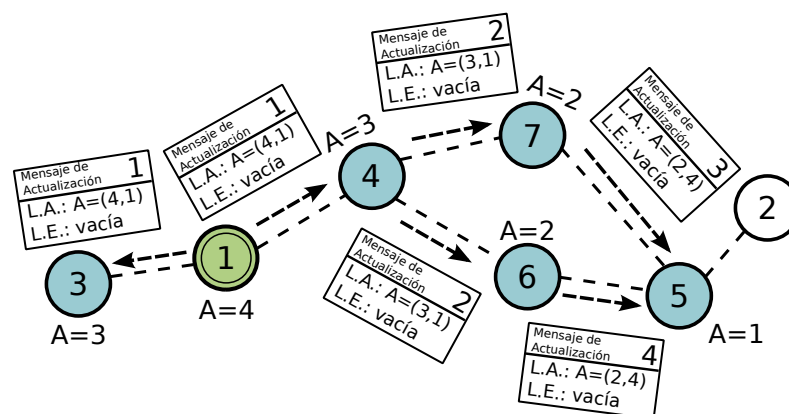 Mensaje de
Actualización
2
L.A.: A=(3,1)
L.E.: vacía
A=2
7
Mensaje de
Actualización
3
L.A.: A=(2,4)
L.E.: vacía
Mensaje de
Actualización
1
L.A.: A=(4,1)
L.E.: vacía
A=3
4
Mensaje de
Actualización
1
L.A.: A=(4,1)
L.E.: vacía
2
3
A=3
1
A=4
Mensaje de
Actualización
2
L.A.: A=(3,1)
L.E.: vacía
A=2
6
5
A=1
Mensaje de
Actualización
4
L.A.: A=(2,4)
L.E.: vacía